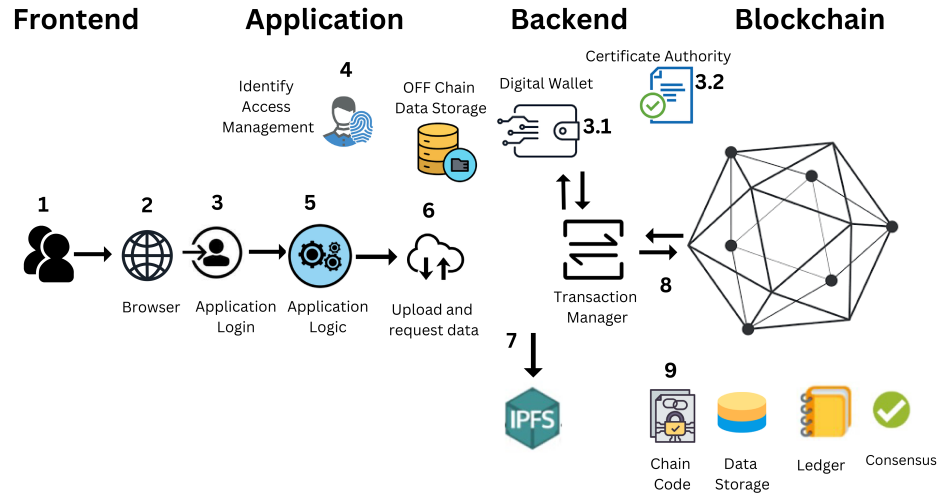 Frontend
Application
Backend
Blockchain
4
Identify
Access
Management
OFF Chain
Data Storage
Digital Wallet
3.1
Certificate Authority
3.2
1
2
3
5
6
Browser
Application
Login
Application
Logic
Upload and
request data
Transaction
Manager
8
7
IPFS
9
Chain
Code
Data
Storage
Ledger
Consensus